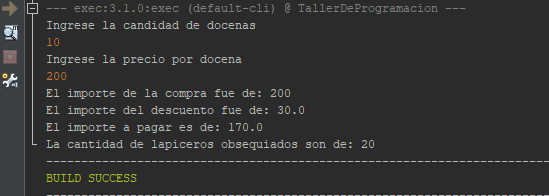 --- exec:3.1.0:exec (default-cli) @ TallerDeProgramacion ---
Ingrese la candidad de docenas
10
Ingrese la precio por docena
200
El importe de la compra fue de: 200
El importe del descuento fue de: 30.0
El importe a pagar es de: 170.0
La cantidad de lapiceros obsequiados son de: 20
------------------------------------------------------------------------
BUILD SUCCESS
------------------------------------------------------------------------